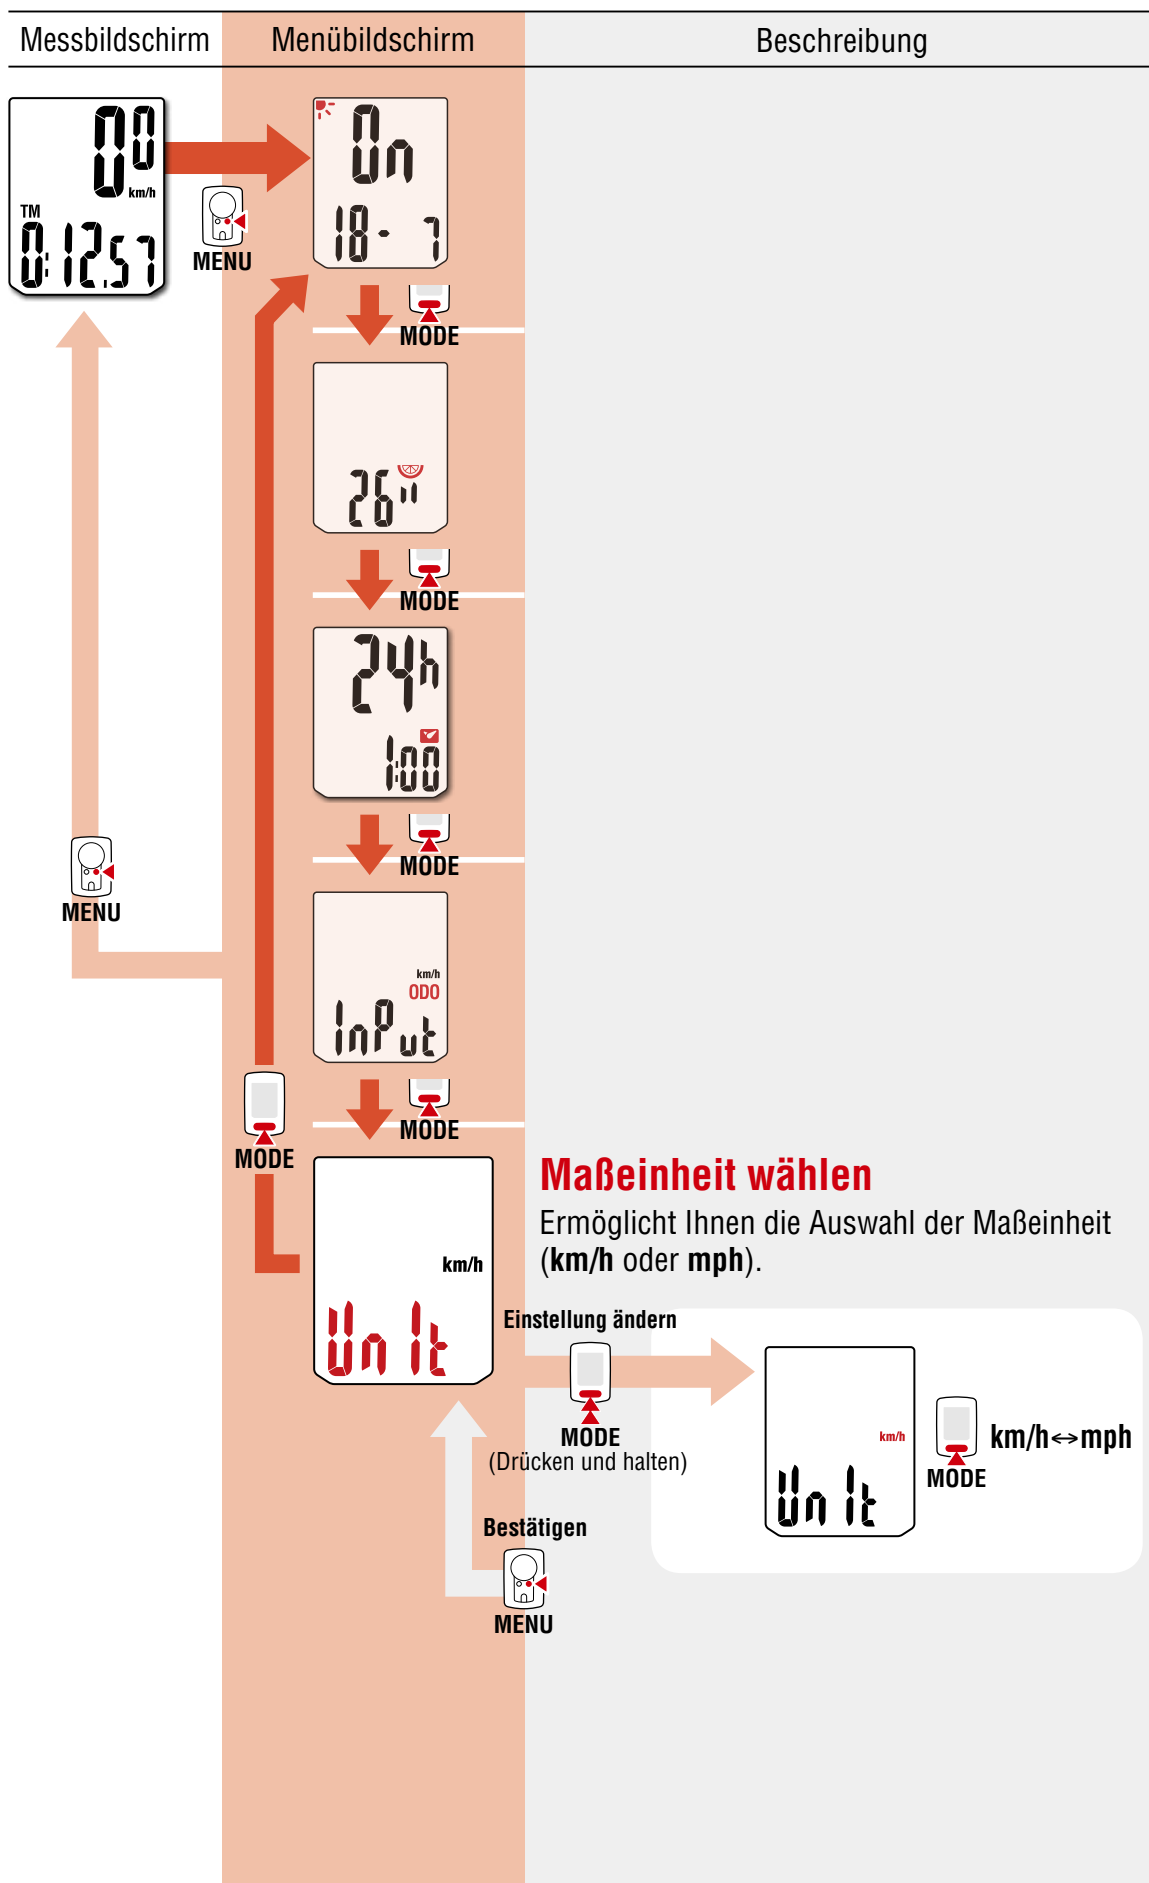 Messbildschirm Menübildschirm Beschreibung
00
km/h
TM
0:12.57
MENU
On
18- 7
MODE
26"
MODE
24h
1:00
MODE
km/h
ODO
InPut
MODE
MENU
MODE
km/h
UnIt
Maßeinheit wählen
Ermöglicht Ihnen die Auswahl der Maßeinheit
(km/h oder mph).
Einstellung ändern
MODE
(Drücken und halten)
km/h
UnIt
MODE
km/h↔mph
Bestätigen
MENU